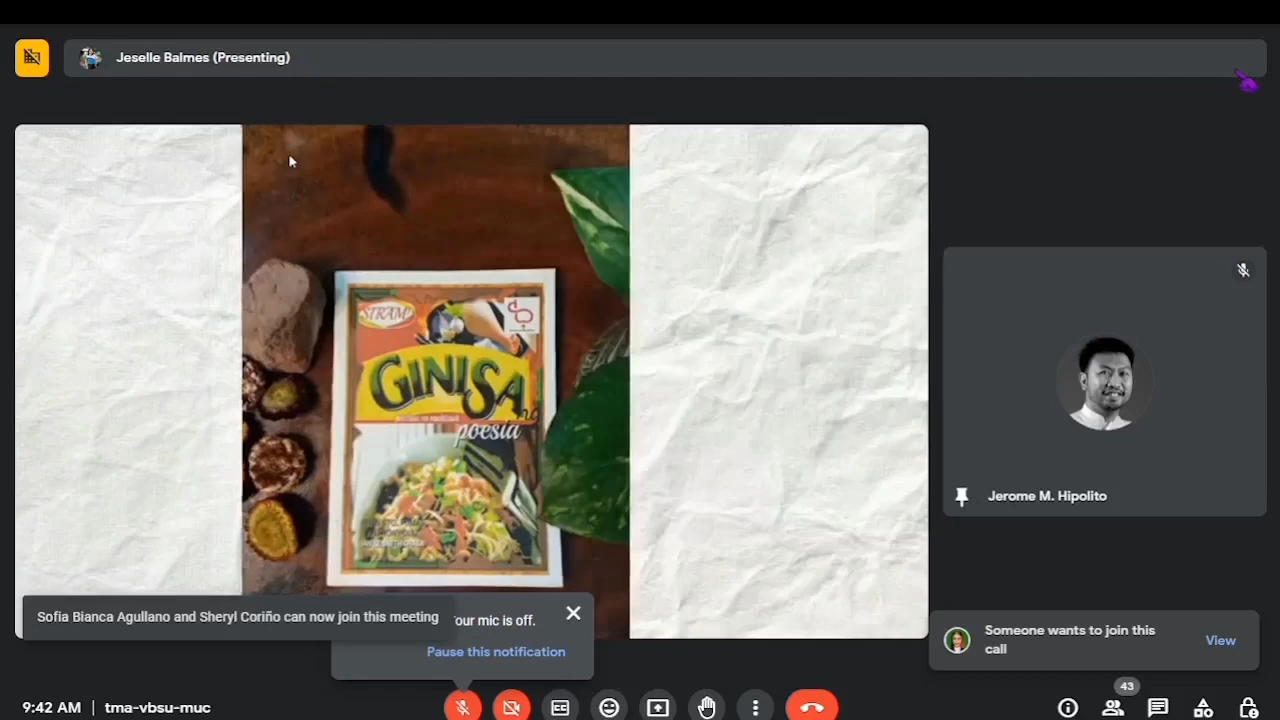 Jeselle Balmes (Presenting)
GINISA
ng
poesia
Jerome M. Hipolito
Sofia Bianca Agullano and Sheryl Coriño can now join this meeting
our mic is off.
Pause this notification
Someone wants to join this
call
View
43
9:42 AM | tma-vbsu-muc